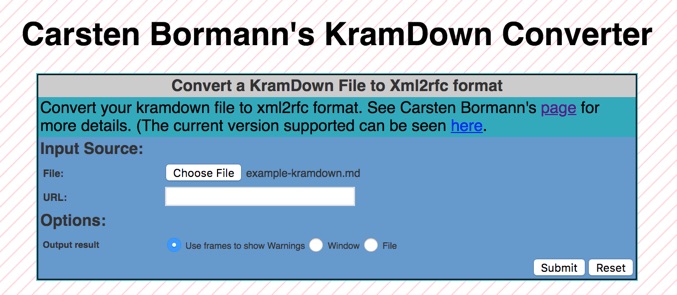 Carsten Bormann's KramDown Converter
Convert a KramDown File to Xml2rfc format
Convert your kramdown file to xml2rfc format. See Carsten Bormann's page for
more details. (The current version supported can be seen here.
Input Source:
File: Choose File example-kramdown.md
URL:
Options:
Output result Use frames to show Warnings Window File
Submit Reset